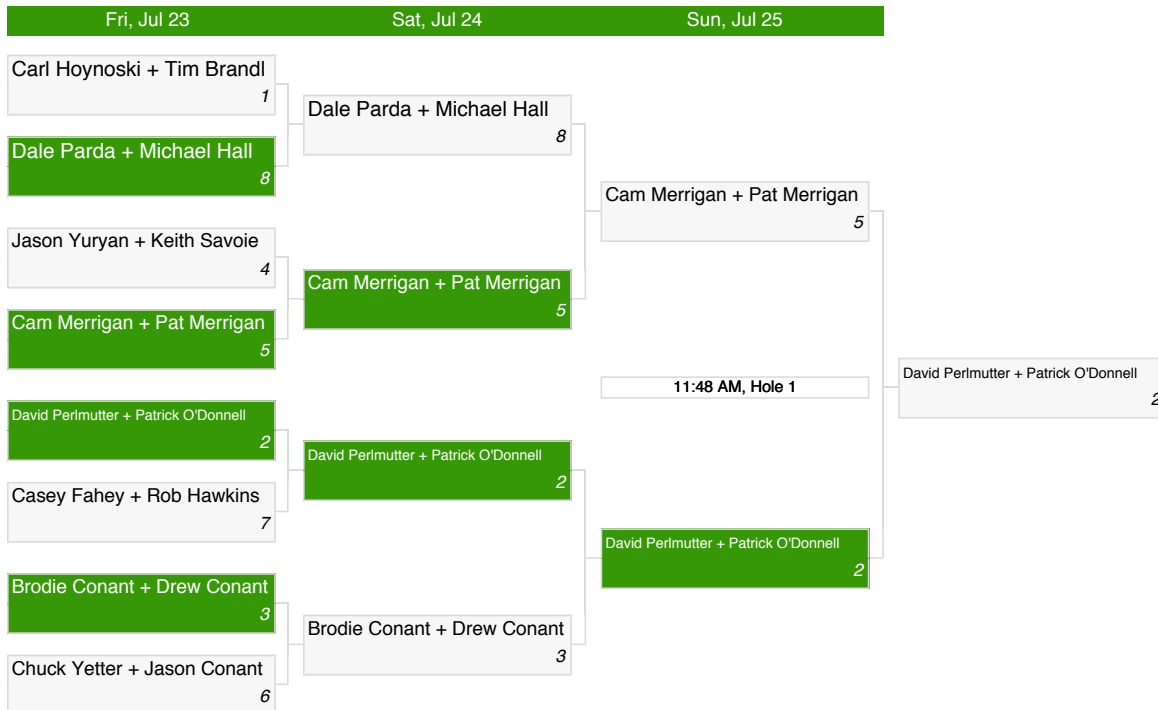 Fri, Jul 23
Sat, Jul 24
Sun, Jul 25
Carl Hoynoski + Tim Brandl
1
Dale Parda + Michael Hall
8
Jason Yuryan + Keith Savoie
4
Cam Merrigan + Pat Merrigan
5
David Perlmutter + Patrick O'Donnell
2
Casey Fahey + Rob Hawkins
7
Brodie Conant + Drew Conant
3
Chuck Yetter + Jason Conant
6
Dale Parda + Michael Hall
8
Cam Merrigan + Pat Merrigan
5
David Perlmutter + Patrick O'Donnell
2
Brodie Conant + Drew Conant
3
Cam Merrigan + Pat Merrigan
5
11:48 AM, Hole 1
David Perlmutter + Patrick O'Donnell
2
David Perlmutter + Patrick O'Donnell
2